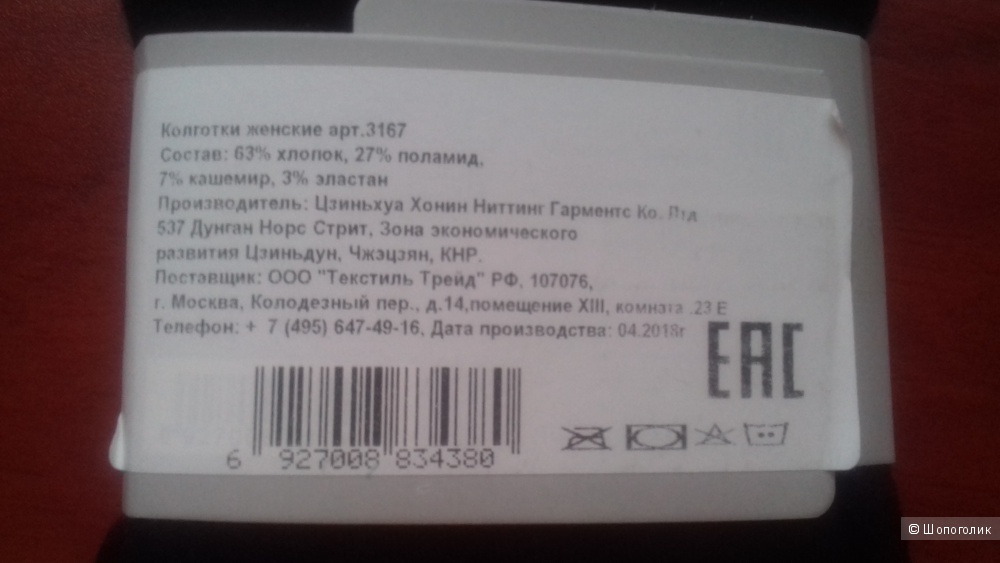 Колготки женские арт.3167
Состав: 63% хлопок, 27% поламид,
7% кашемир, 3% эластан
Производитель: Цзиньхуа Хонин Ниттинг Гарментс Ко. Лтд
537 Дунган Норс Стрит, Зона экономического
развития Цзиньдун, Чжэцзян, КНР.
Поставщик: ООО "Текстиль Трейд" РФ, 107076,
г. Москва, Колодезный пер., д.14,помещение XIII, комната .23 Е
Телефон: + 7 (495) 647-49-16, Дата производства: 04.2018г
EAC
6 927008 834380
© Шопоголик